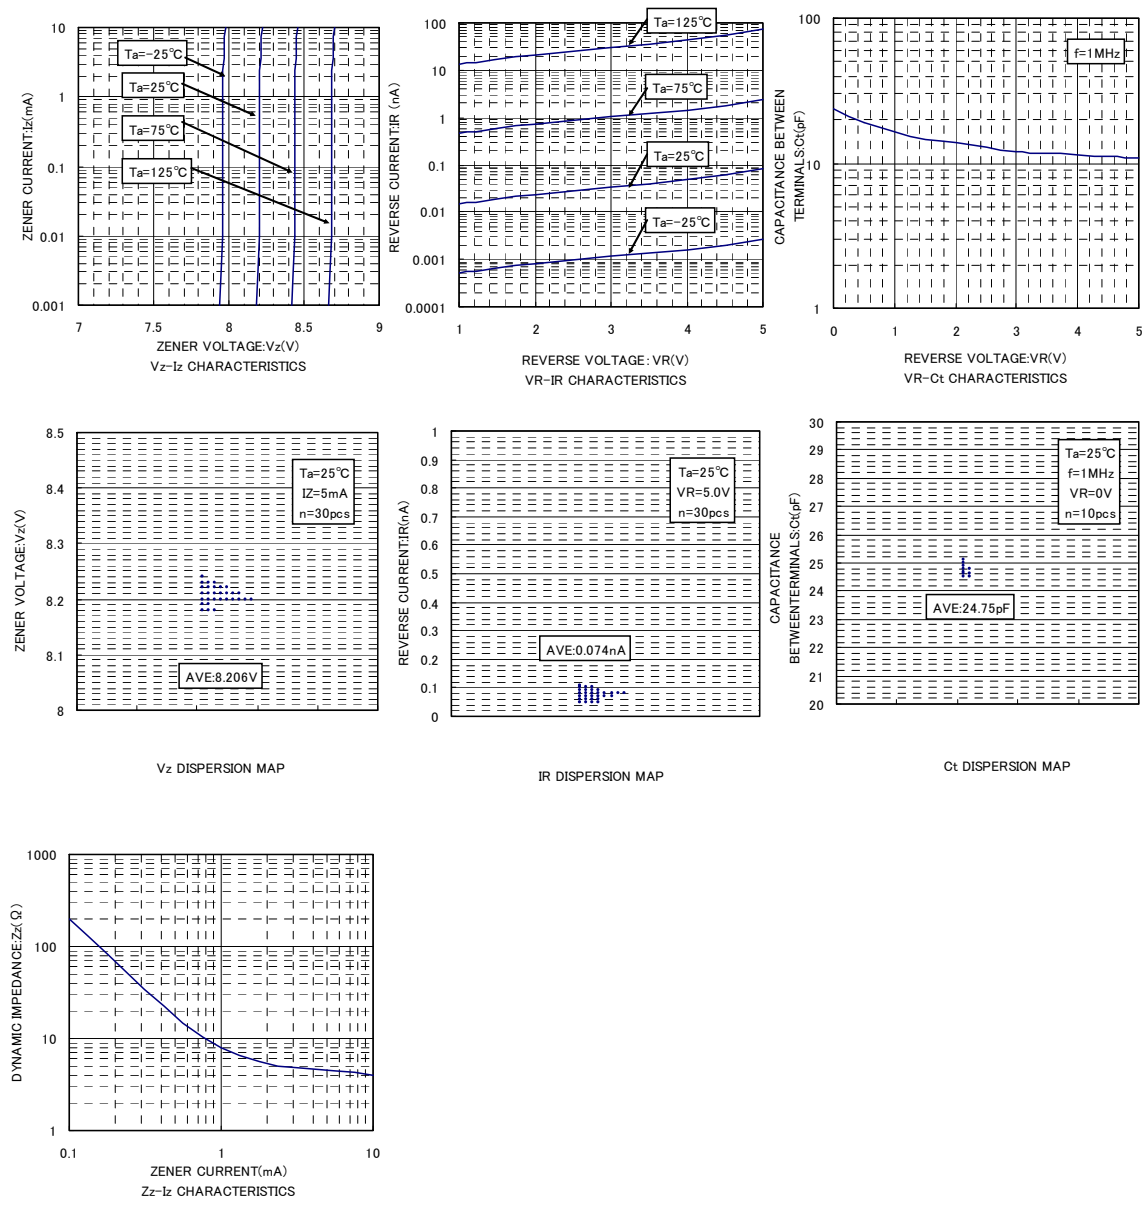 10
1
0.1
0.01
0.001
ZENER CURRENT:Iz(mA)
Ta=-25℃
Ta=25℃
Ta=75℃
Ta=125℃
7
7.5
8
8.5
9
ZENER VOLTAGE:Vz(V)
Vz-Iz CHARACTERISTICS
100
10
1
0.1
0.01
0.001
0.0001
REVERSE CURRENT:IR (nA)
Ta=125℃
Ta=75℃
Ta=25℃
Ta=-25℃
1
2
3
4
5
REVERSE VOLTAGE:VR(V)
VR-IR CHARACTERISTICS
100
10
1
CAPACITANCE BETWEEN
TERMINALS:Ct(pF)
f=1MHz
0
1
2
3
4
5
REVERSE VOLTAGE:VR(V)
VR-Ct CHARACTERISTICS
8.5
8.4
8.3
8.2
8.1
8
ZENER VOLTAGE:Vz(V)
Ta=25℃
IZ=5mA
n=30pcs
AVE:8.206V
Vz DISPERSION MAP
1
0.9
0.8
0.7
0.6
0.5
0.4
0.3
0.2
0.1
0
REVERSE CURRENT:IR(nA)
Ta=25℃
VR=5.0V
n=30pcs
AVE:0.074nA
IR DISPERSION MAP
30
29
28
27
26
25
24
23
22
21
20
CAPACITANCE
BETWEENTERMINALS:Ct(pF)
Ta=25℃
f=1MHz
VR=0V
n=10pcs
AVE:24.75pF
Ct DISPERSION MAP
1000
100
10
1
DYNAMIC IMPEDANCE:Zz(Ω)
0.1
1
10
ZENER CURRENT(mA)
Zz-Iz CHARACTERISTICS